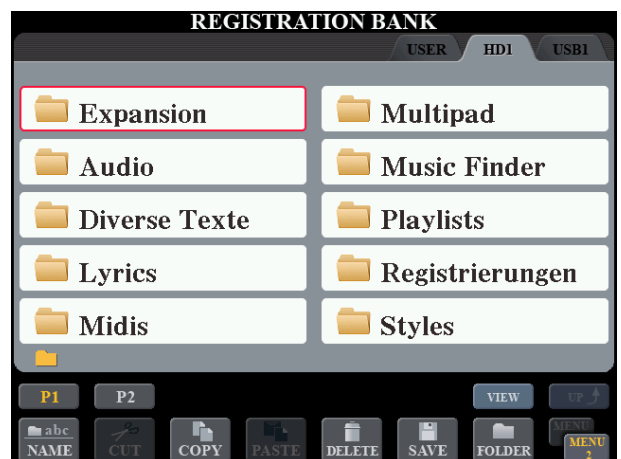 REGISTRATION BANK
USER HD1 USB1
Expansion Multipad
Audio Music Finder
Diverse Texte Playlists
Lyrics Registrierungen
Midis Styles
P1 P2 VIEW UP
abc
NAME CUT COPY PASTE DELETE SAVE FOLDER MENU
MENU
2